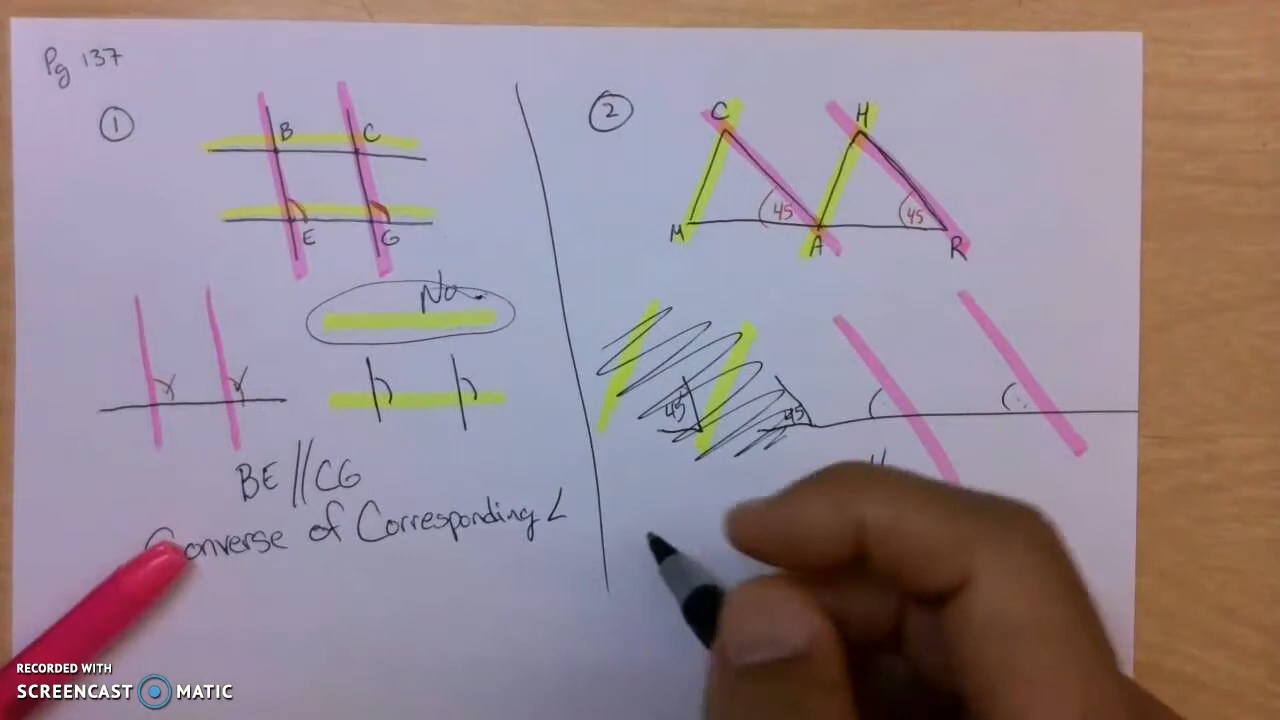 Pg 137
①
B
C
E
G
No.
BE // CG
Converse of Corresponding ∠
②
C
H
45
45
M
A
R
45
45
RECORDED WITH
SCREENCAST MATIC